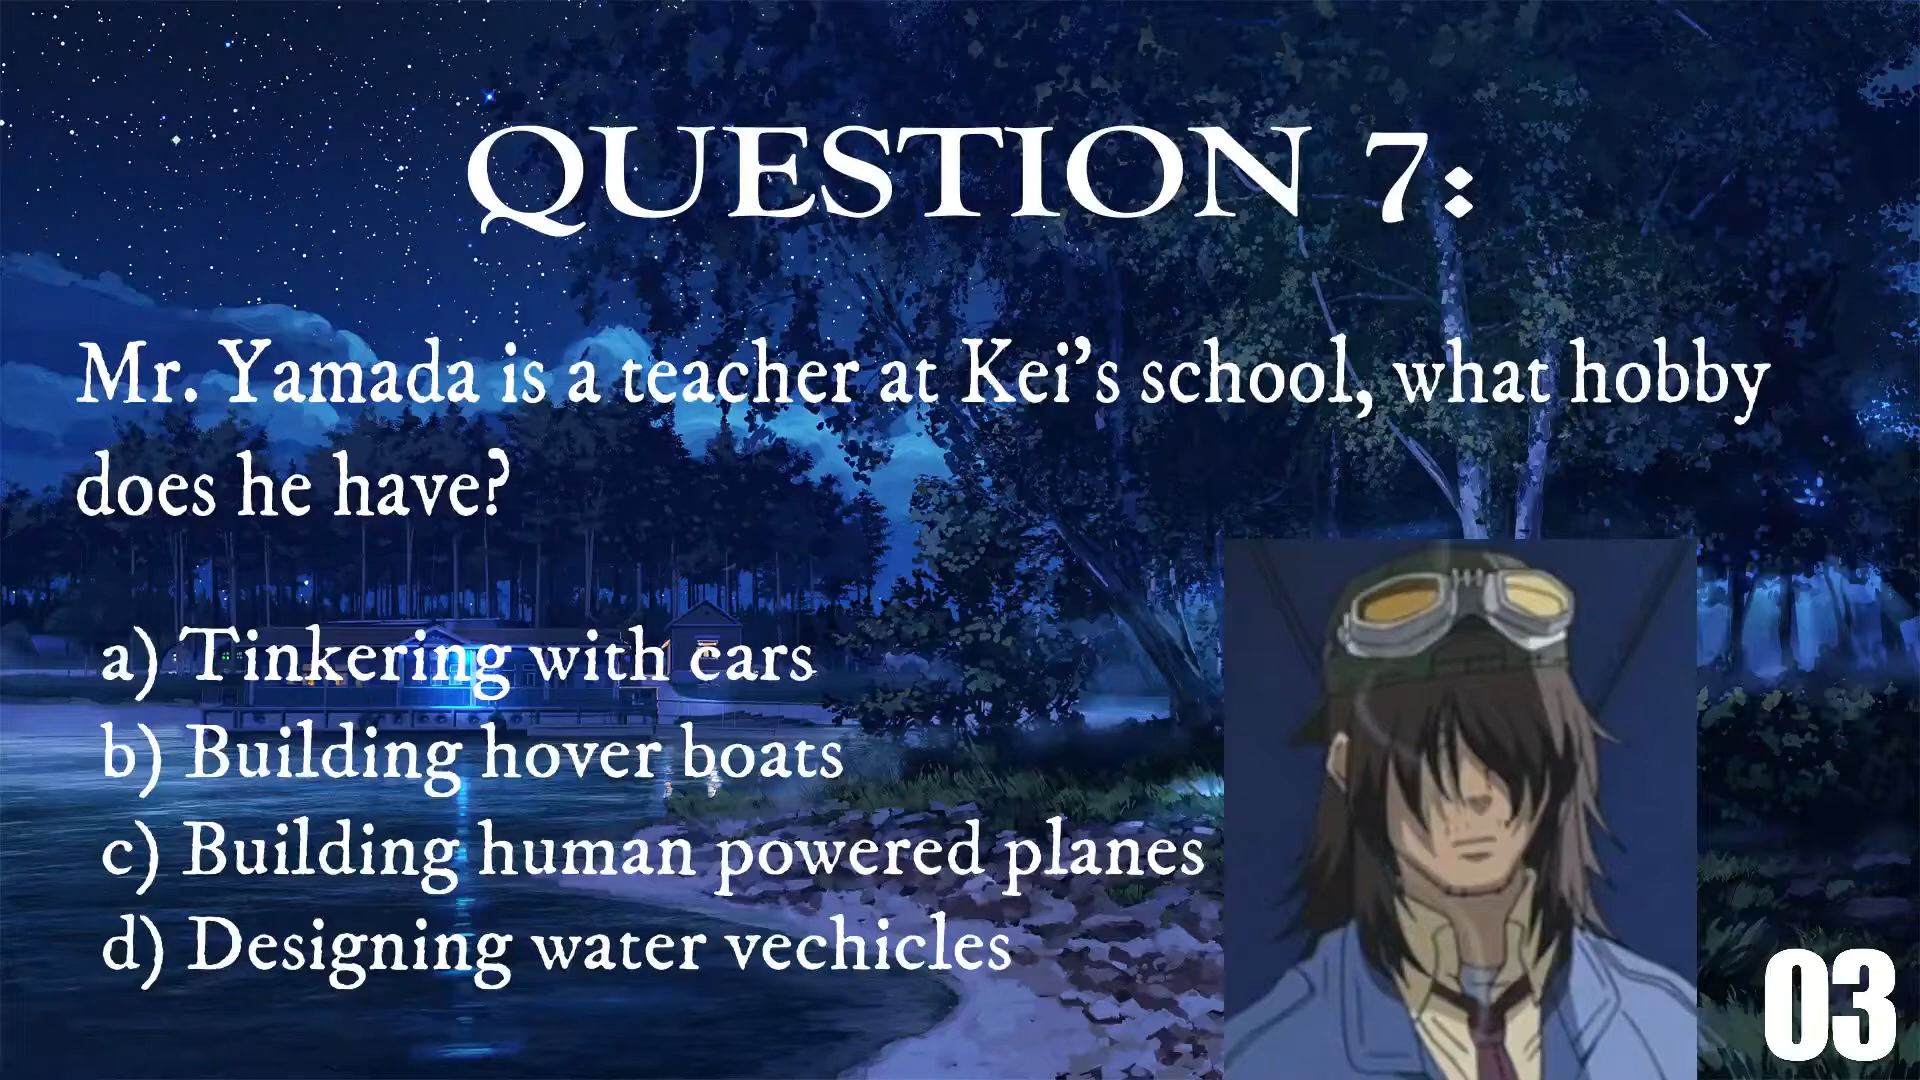 QUESTION 7:
Mr. Yamada is a teacher at Kei's school, what hobby
does he have?
a) Tinkering with cars
b) Building hover boats
c) Building human powered planes
d) Designing water vechicles
03